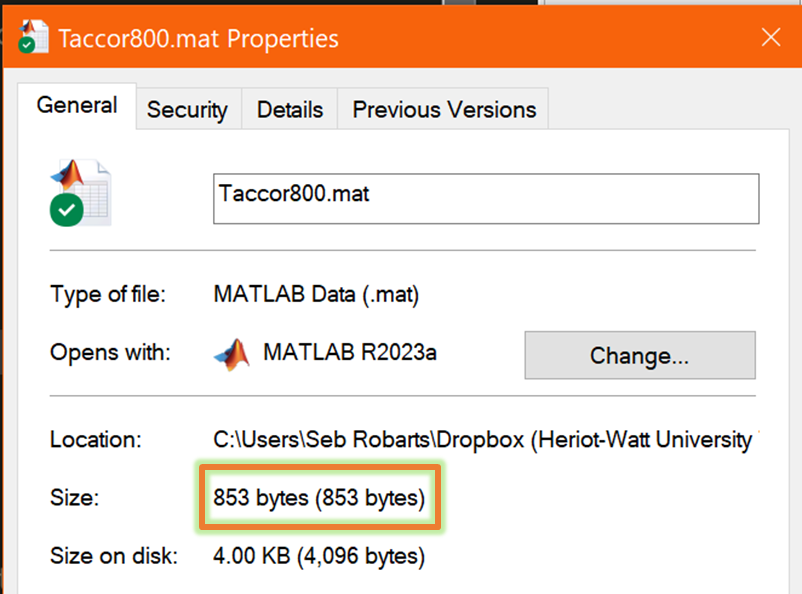 Taccor800.mat Properties
General Security Details Previous Versions
Taccor800.mat
Type of file: MATLAB Data (.mat)
Opens with: MATLAB R2023a Change...
Location: C:\Users\Seb Robarts\Dropbox (Heriot-Watt University
Size: 853 bytes (853 bytes)
Size on disk: 4.00 KB (4,096 bytes)